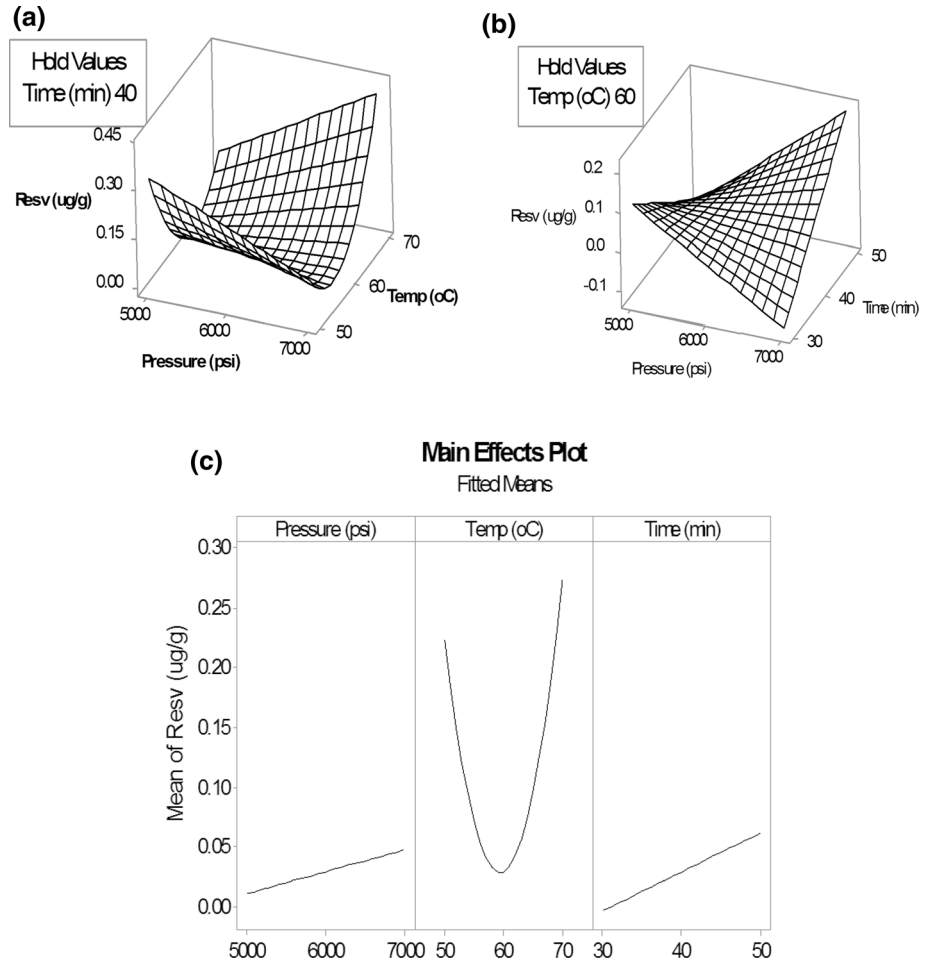 (a)
Hold Values
Time (min) 40
0.45
0.30
Resv (ug/g)
0.15
0.00
5000
6000
7000
Pressure (psi)
50
60
70
Temp (oC)
(b)
Hold Values
Temp (oC) 60
0.2
0.1
Resv (ug/g)
0.0
-0.1
5000
6000
7000
Pressure (psi)
30
40
50
Time (min)
(c)
Main Effects Plot
Fitted Means
Pressure (psi) Temp (oC) Time (min)
Mean of Resv (ug/g)
0.30
0.25
0.20
0.15
0.10
0.05
0.00
5000 6000 7000 50 60 70 30 40 50